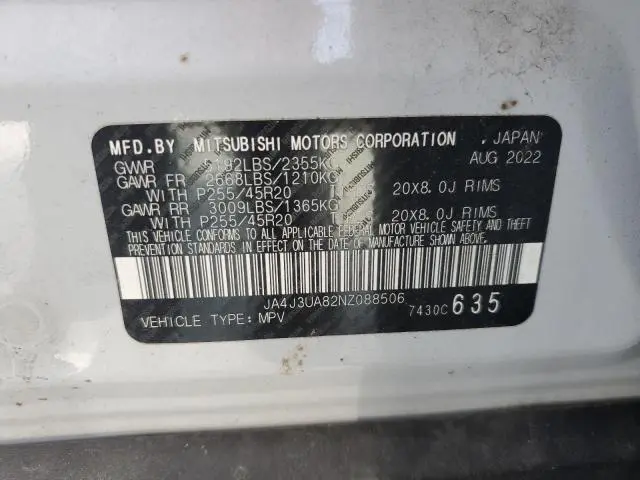 MFD.BY MITSUBISHI MOTORS CORPORATION , JAPAN
GVWR 5192LBS/2355KG AUG 2022
GAWR FR 2668LBS/1210KG
WITH P255/45R20 20X8.0J RIMS
GAWR RR 3009LBS/1365KG
WITH P255/45R20 20X8.0J RIMS
THIS VEHICLE CONFORMS TO ALL APPLICABLE FEDERAL MOTOR VEHICLE SAFETY AND THEFT
PREVENTION STANDARDS IN EFFECT ON THE DATE OF MANUFACTURE SHOWN ABOVE.
JA4J3UA82NZ088506
VEHICLE TYPE: MPV 7430C 635